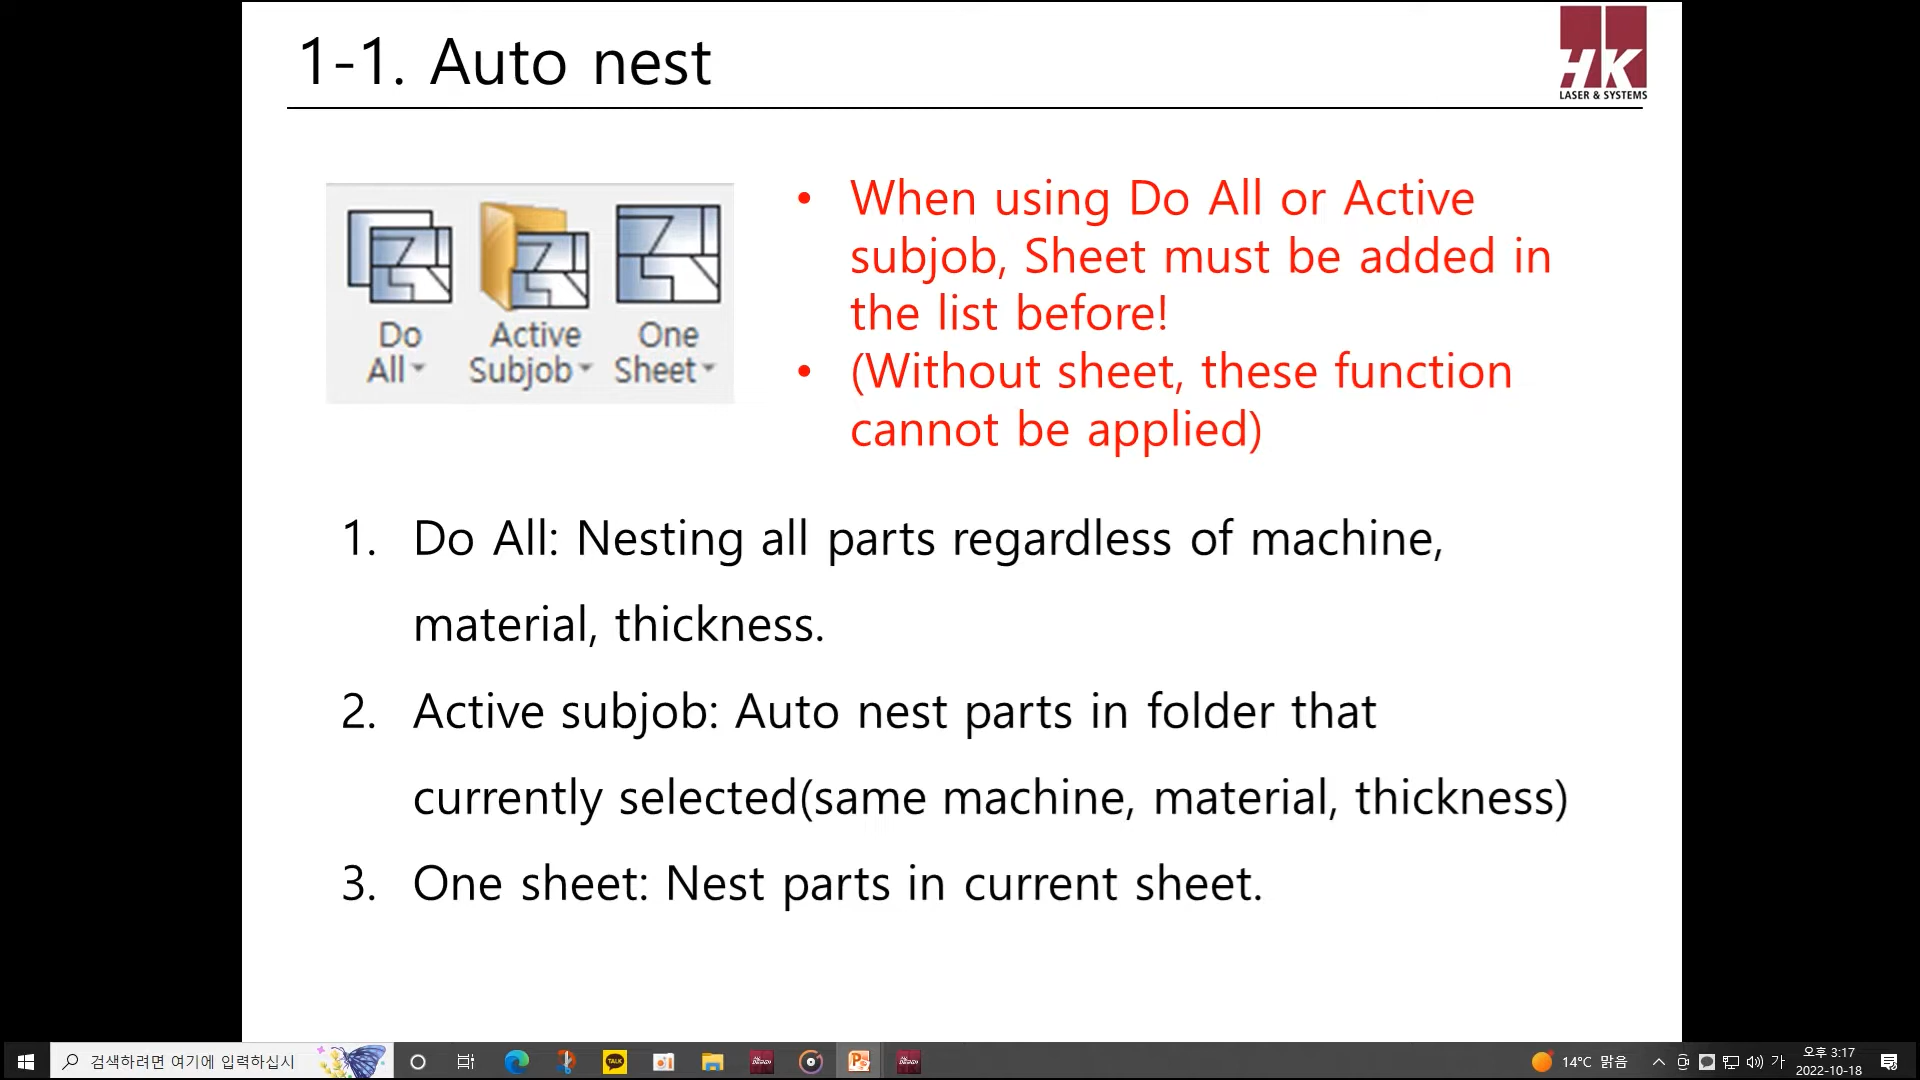 1-1. Auto nest
HK
LASER & SYSTEMS
Do
All
Active
Subjob
One
Sheet
• When using Do All or Active
subjob, Sheet must be added in
the list before!
• (Without sheet, these function
cannot be applied)
1. Do All: Nesting all parts regardless of machine,
material, thickness.
2. Active subjob: Auto nest parts in folder that
currently selected(same machine, material, thickness)
3. One sheet: Nest parts in current sheet.
검색하려면 여기에 입력하십시
TALK
14°C 맑음
가
오후 3:17
2022-10-18